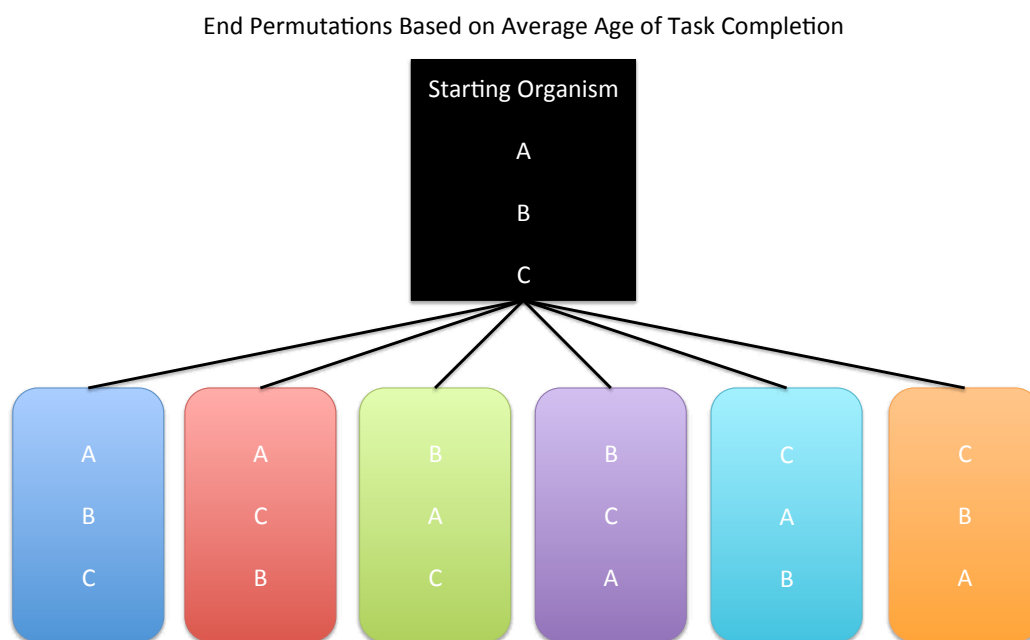 End Permutations Based on Average Age of Task Completion
Starting Organism
A
B
C
A
B
C
A
C
B
B
A
C
B
C
A
C
A
B
C
B
A